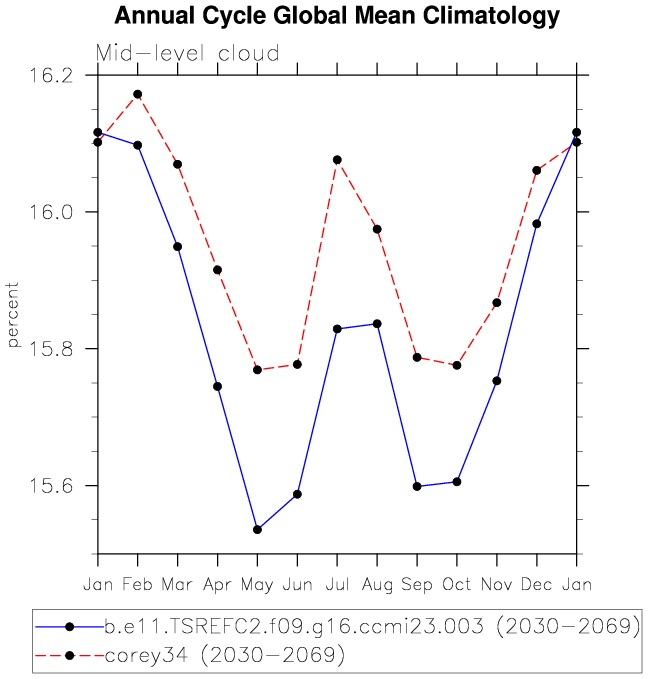 Annual Cycle Global Mean Climatology
Mid-level cloud
16.2
16.0
15.8
15.6
percent
Jan Feb Mar Apr May Jun Jul Aug Sep Oct Nov Dec Jan
b.e11.TSREFC2.f09.g16.ccmi23.003 (2030-2069)
corey34 (2030-2069)